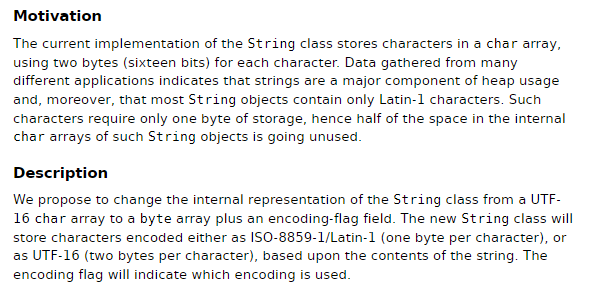 Motivation
The current implementation of the String class stores characters in a char array,
using two bytes (sixteen bits) for each character. Data gathered from many
different applications indicates that strings are a major component of heap usage
and, moreover, that most String objects contain only Latin-1 characters. Such
characters require only one byte of storage, hence half of the space in the internal
char arrays of such String objects is going unused.
Description
We propose to change the internal representation of the String class from a UTF-
16 char array to a byte array plus an encoding-flag field. The new String class will
store characters encoded either as ISO-8859-1/Latin-1 (one byte per character), or
as UTF-16 (two bytes per character), based upon the contents of the string. The
encoding flag will indicate which encoding is used.